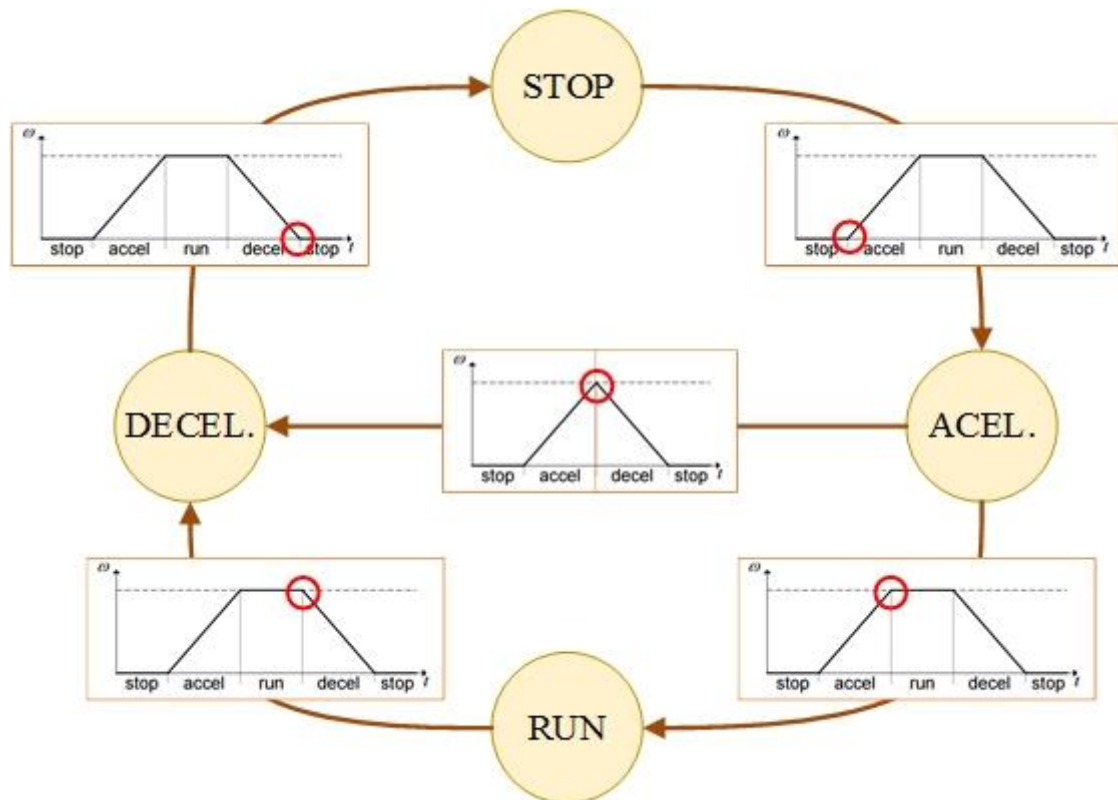 STOP
ω
stop accel run decel stop t
ω
stop accel run decel stop t
DECEL.
ω
stop accel decel stop t
ACEL.
ω
stop accel run decel stop t
ω
stop accel run decel stop t
RUN